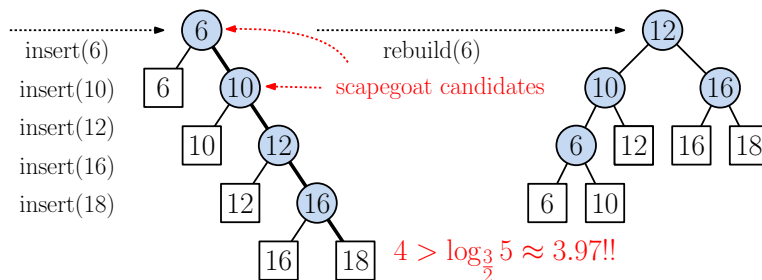 6 12
insert(6) rebuild(6)
6 10 scapegoat candidates 10 16
insert(10)
insert(12)
10 12 6 12 16 18
insert(16)
insert(18) 12 16 6 10
16 18 4 > log_{3/2} 5 ≈ 3.97!!